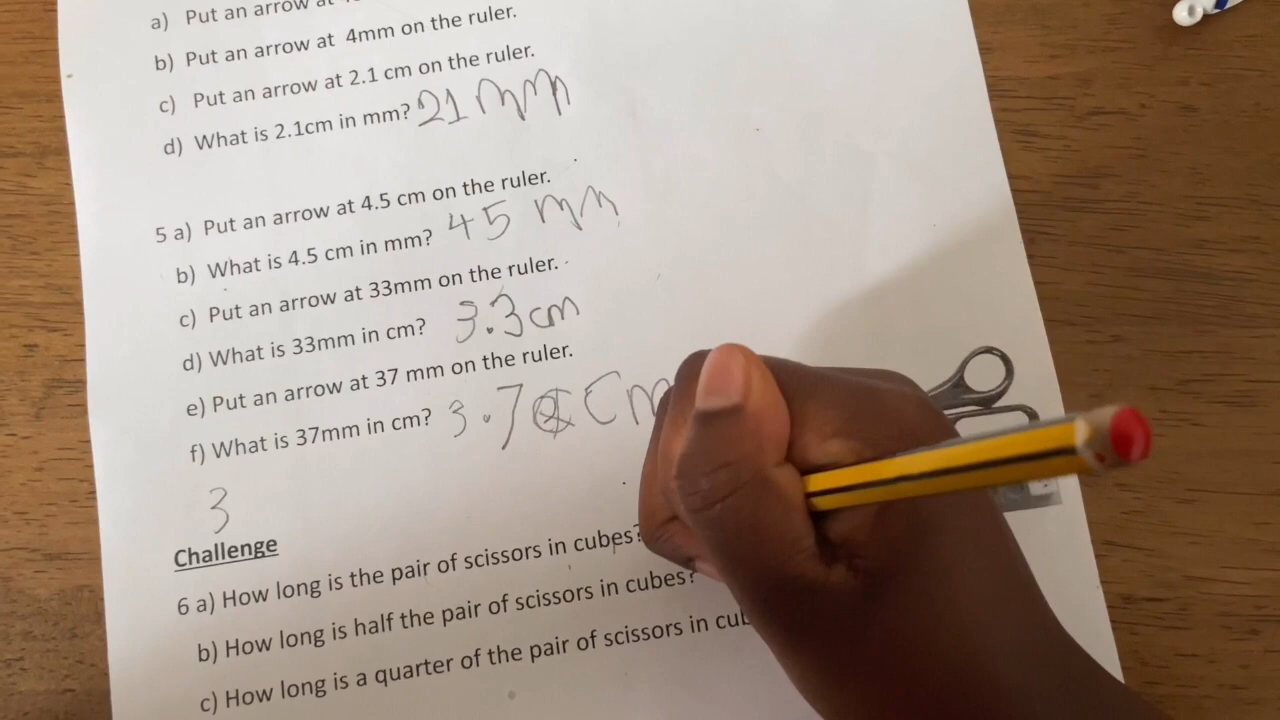 a) Put an arrow at
b) Put an arrow at 4mm on the ruler.
c) Put an arrow at 2.1 cm on the ruler.
d) What is 2.1cm in mm? 21 mm
5 a) Put an arrow at 4.5 cm on the ruler.
b) What is 4.5 cm in mm? 45 mm
c) Put an arrow at 33mm on the ruler.
d) What is 33mm in cm? 3.3cm
e) Put an arrow at 37 mm on the ruler.
f) What is 37mm in cm? 3.7 cm
3
Challenge
6 a) How long is the pair of scissors in cubes?
b) How long is half the pair of scissors in cubes?
c) How long is a quarter of the pair of scissors in